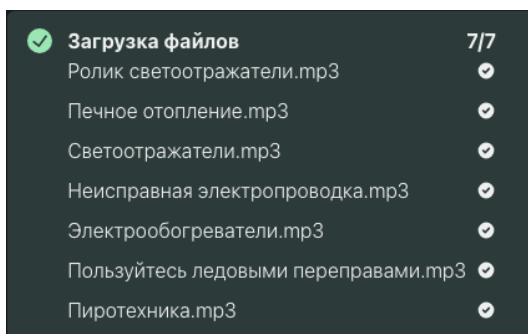 Загрузка файлов 7/7
Ролик светоотражатели.mp3
Печное отопление.mp3
Светоотражатели.mp3
Неисправная электропроводка.mp3
Электрообогреватели.mp3
Пользуйтесь ледовыми переправами.mp3
Пиротехника.mp3